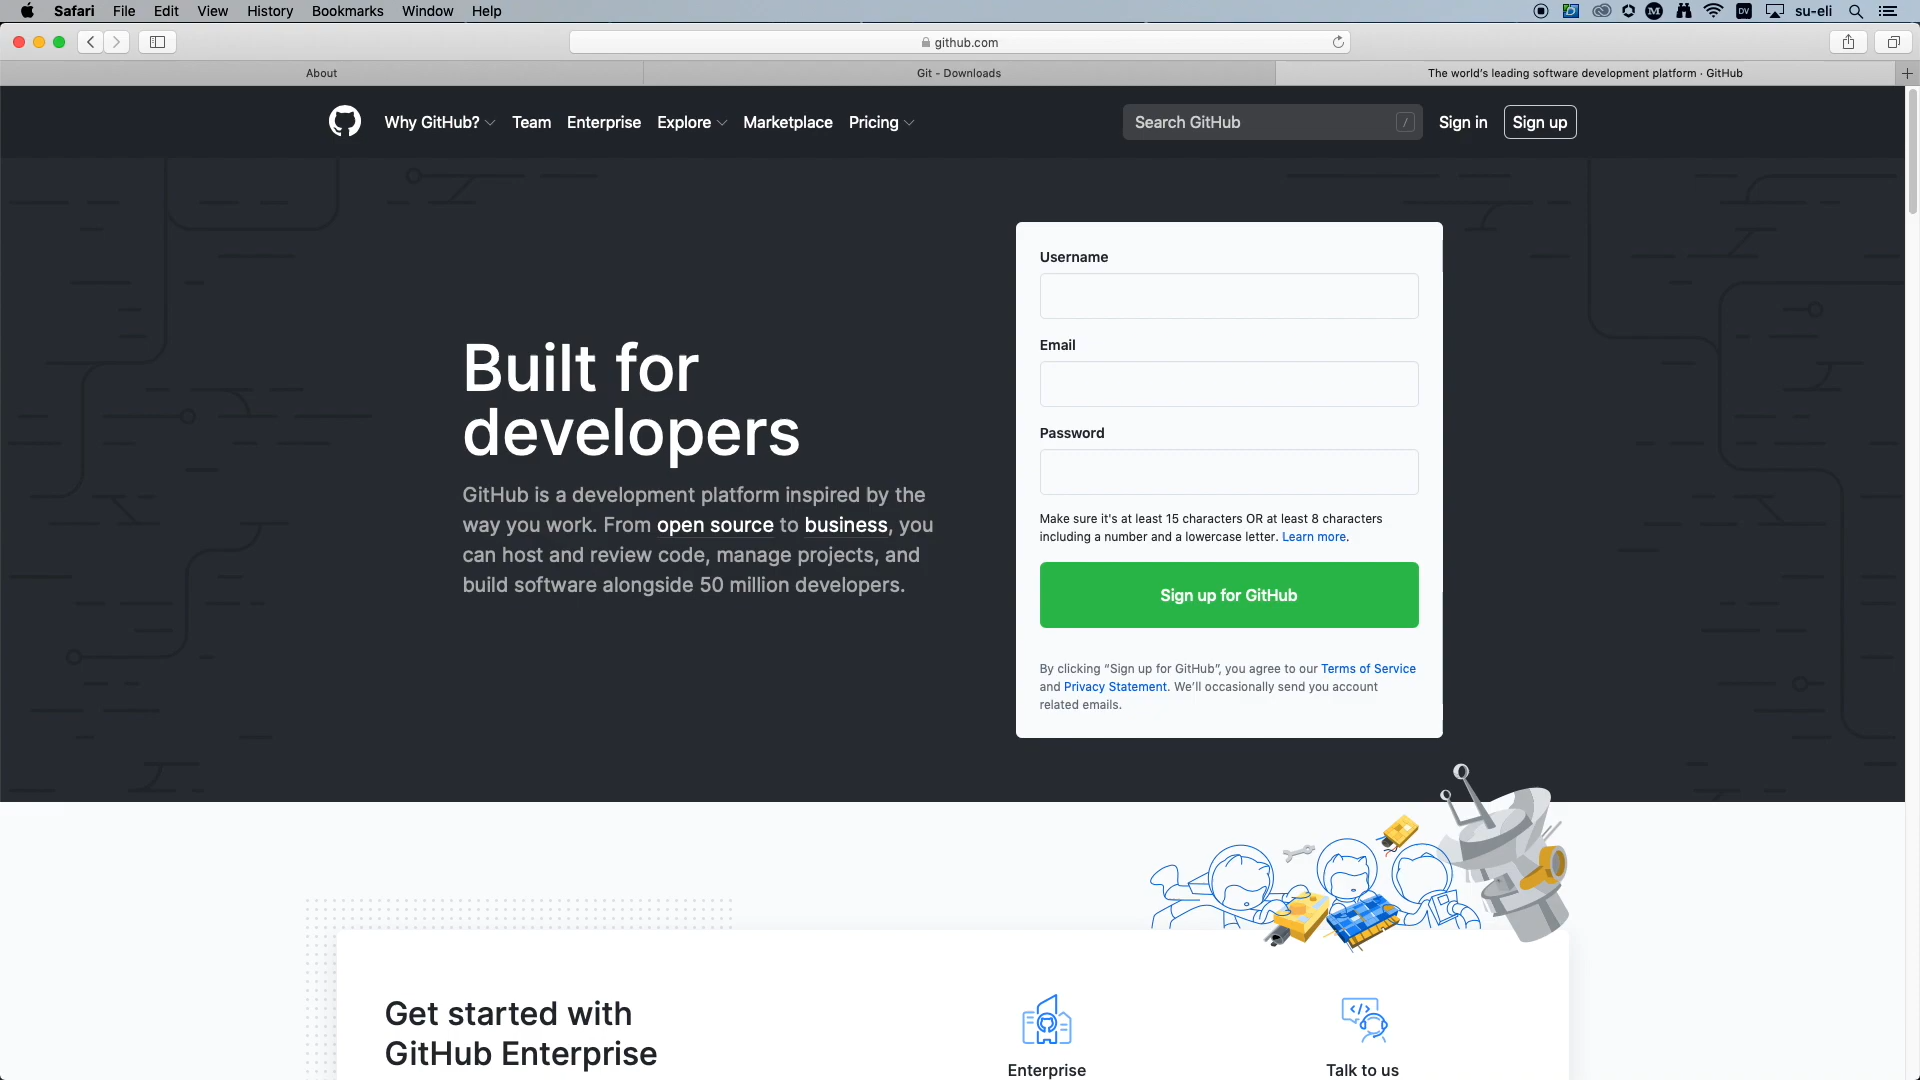 Safari File Edit View History Bookmarks Window Help su-eli
github.com
About Git - Downloads The world's leading software development platform · GitHub
Why GitHub? Team Enterprise Explore Marketplace Pricing Search GitHub / Sign in Sign up
Built for
developers
GitHub is a development platform inspired by the
way you work. From open source to business, you
can host and review code, manage projects, and
build software alongside 50 million developers.
Username
Email
Password
Make sure it's at least 15 characters OR at least 8 characters
including a number and a lowercase letter. Learn more.
Sign up for GitHub
By clicking “Sign up for GitHub”, you agree to our Terms of Service
and Privacy Statement. We’ll occasionally send you account
related emails.
Get started with
GitHub Enterprise
Enterprise
Talk to us